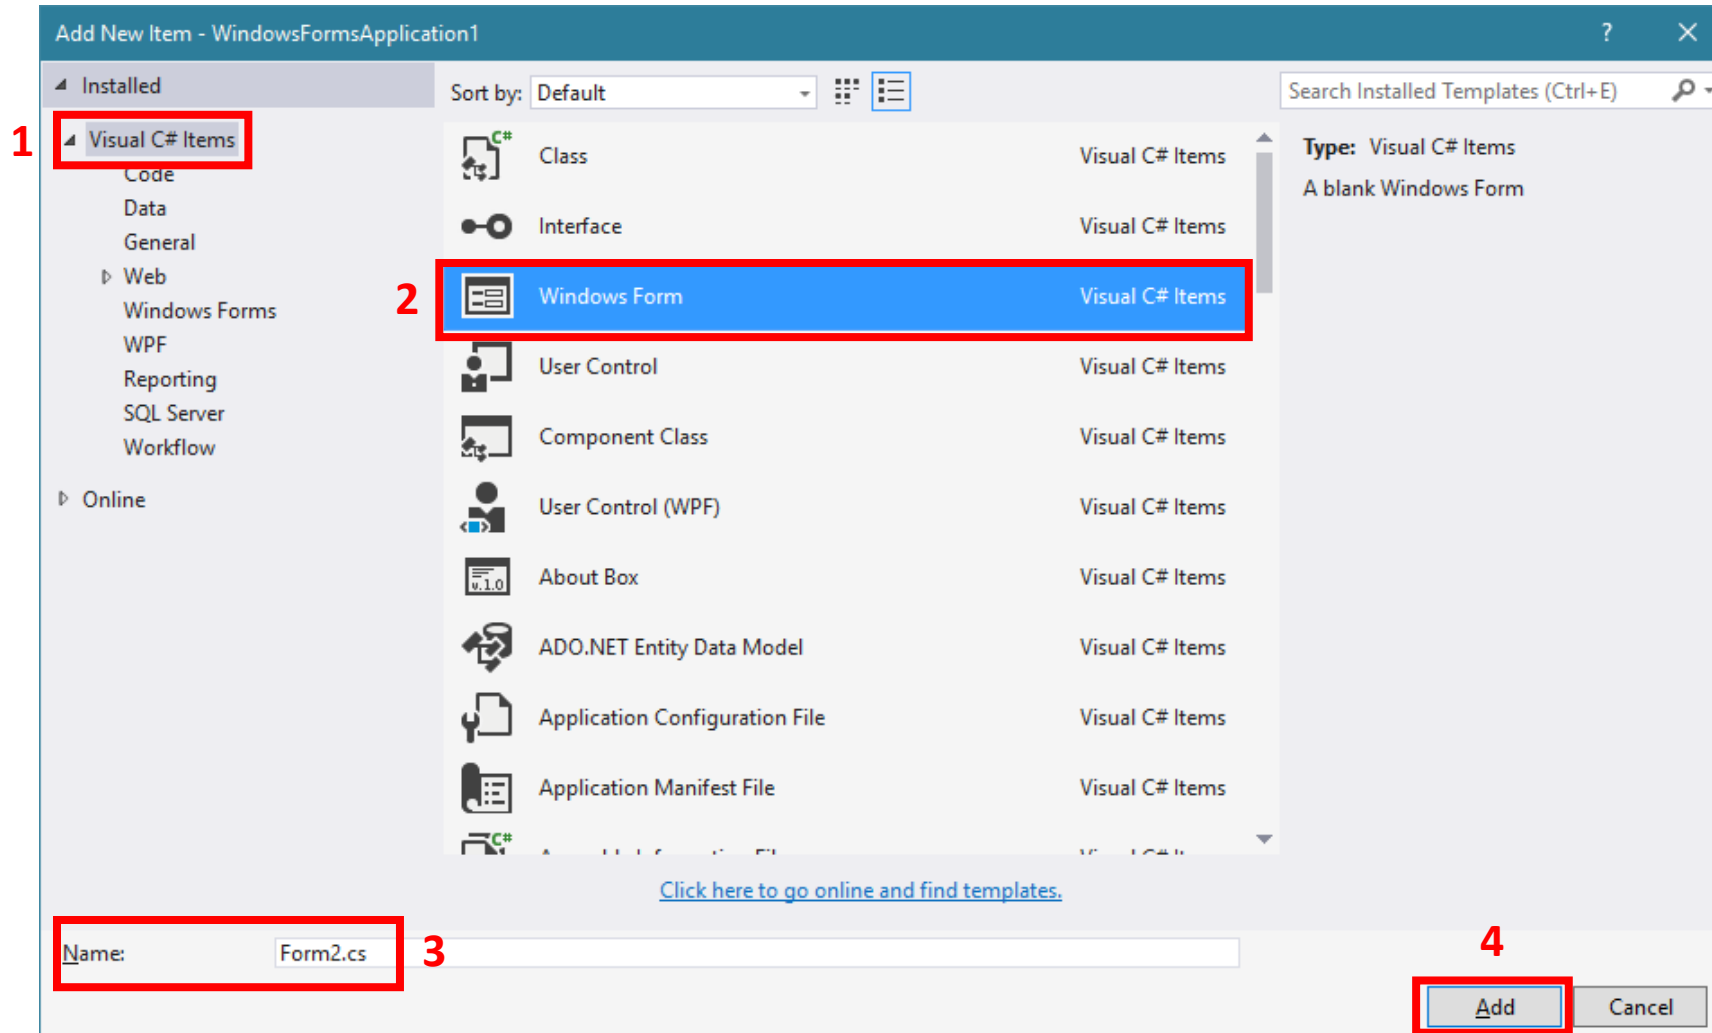 Add New Item - WindowsFormsApplication1
?
Installed
Sort by: Default
Search Installed Templates (Ctrl+E)
1
Visual C# Items
Code
Data
General
Web
Windows Forms
WPF
Reporting
SQL Server
Workflow
Online
C#
Class Visual C# Items
Interface Visual C# Items
2
Windows Form Visual C# Items
User Control Visual C# Items
Component Class Visual C# Items
User Control (WPF) Visual C# Items
v.1.0
About Box Visual C# Items
ADO.NET Entity Data Model Visual C# Items
Application Configuration File Visual C# Items
Application Manifest File Visual C# Items
C#
Type: Visual C# Items
A blank Windows Form
Click here to go online and find templates.
Name: Form2.cs
3
4
Add Cancel